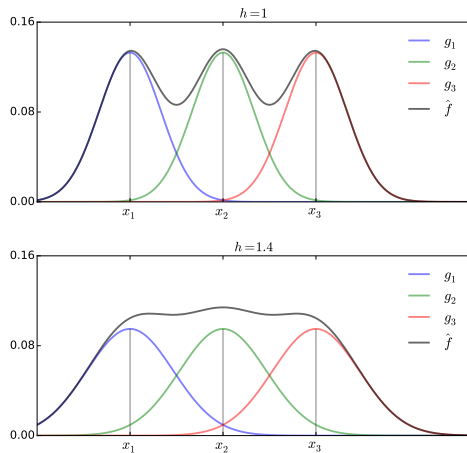 h=1
0.16
g₁
g₂
g₃
f̂
0.08
0.00
x₁ x₂ x₃
h=1.4
0.16
g₁
g₂
g₃
f̂
0.08
0.00
x₁ x₂ x₃